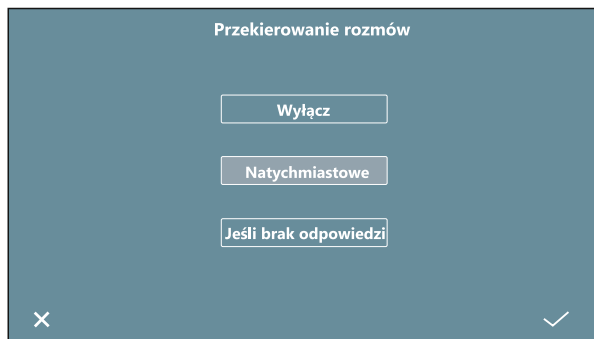 Przekierowanie rozmów
Wyłącz
Natychmiastowe
Jeśli brak odpowiedzi